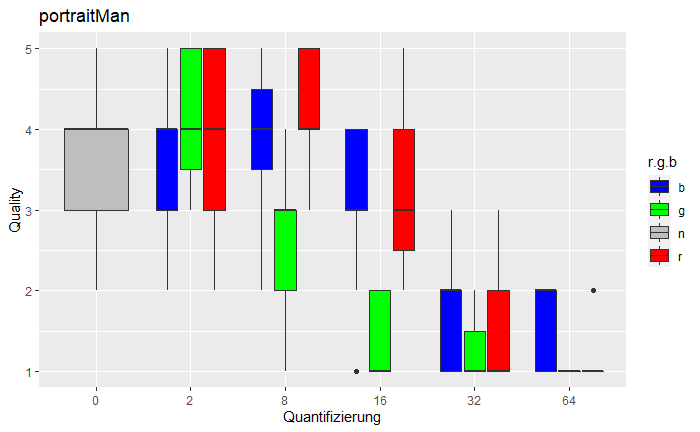 portraitMan
5
4
3
2
1
Quality
0 2 8 16 32 64
Quantifizierung
r.g.b
b
g
n
r